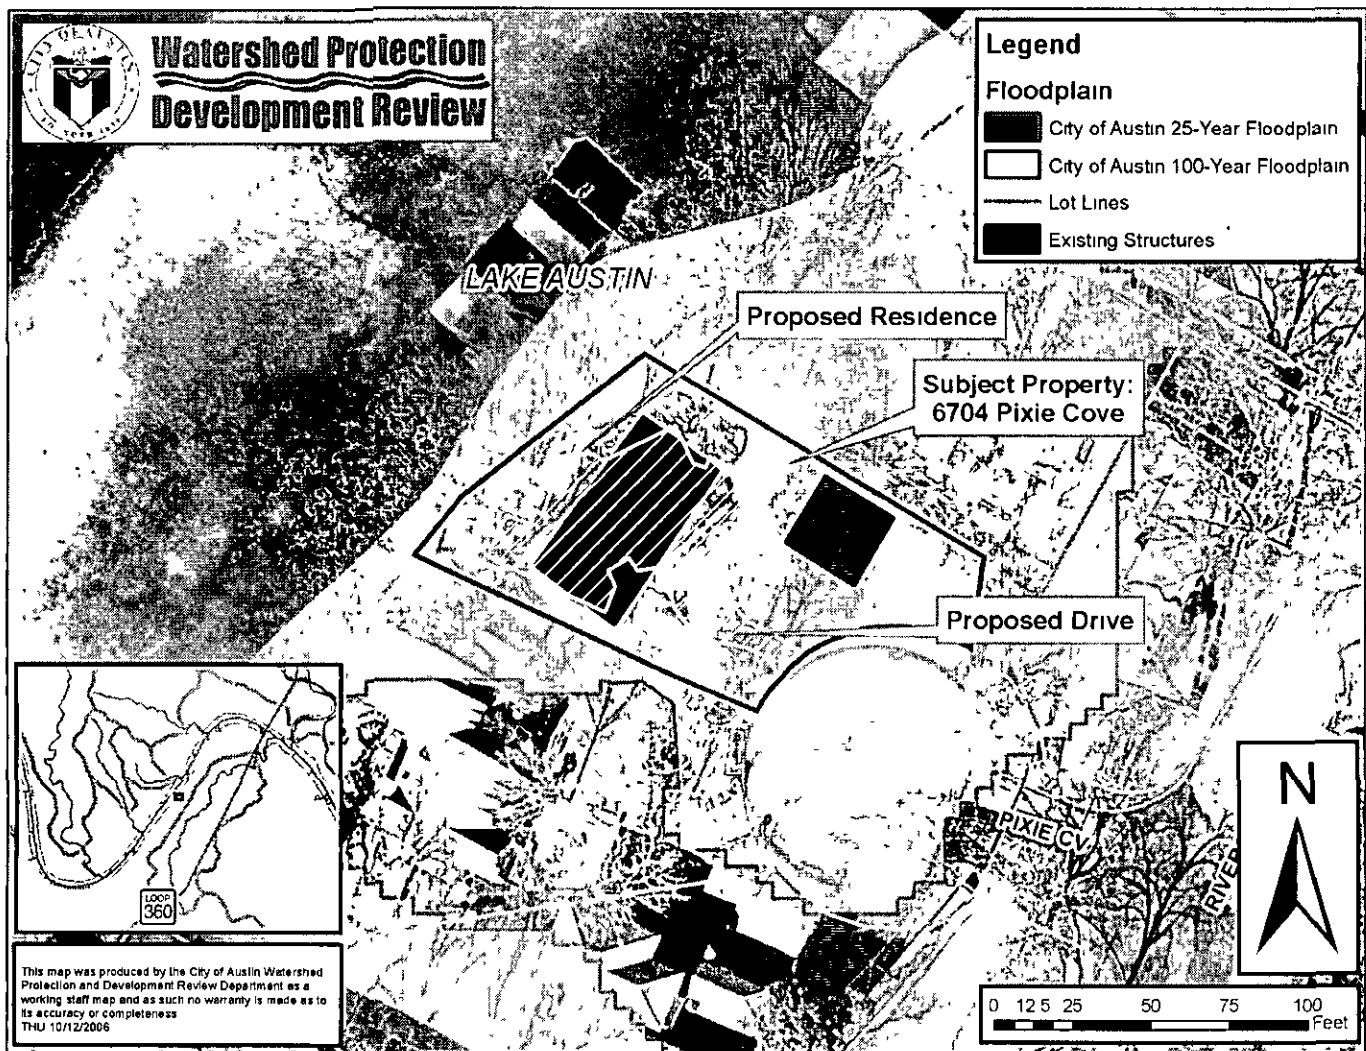 Watershed Protection
Development Review
Legend
Floodplain
City of Austin 25-Year Floodplain
City of Austin 100-Year Floodplain
Lot Lines
Existing Structures
LAKE AUSTIN
Proposed Residence
Subject Property:
6704 Pixie Cove
Proposed Drive
PIXIE CV
RIVER
N
LOOP
360
This map was produced by the City of Austin Watershed
Protection and Development Review Department as a
working staff map and as such no warranty is made as to
its accuracy or completeness
THU 10/12/2006
0 12 5 25 50 75 100
Feet